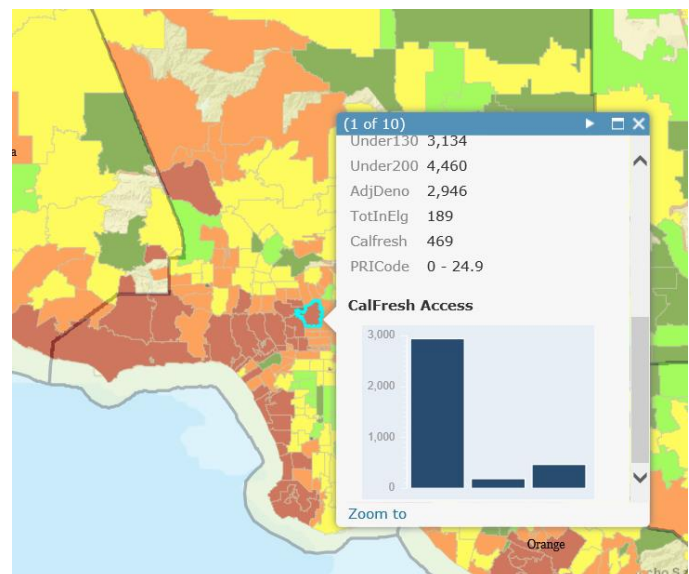 (1 of 10)
Under130 3,134
Under200 4,460
AdjDeno 2,946
TotInElg 189
Calfresh 469
PRICode 0 - 24.9
CalFresh Access
3,000
2,000
1,000
0
Zoom to
a
Orange